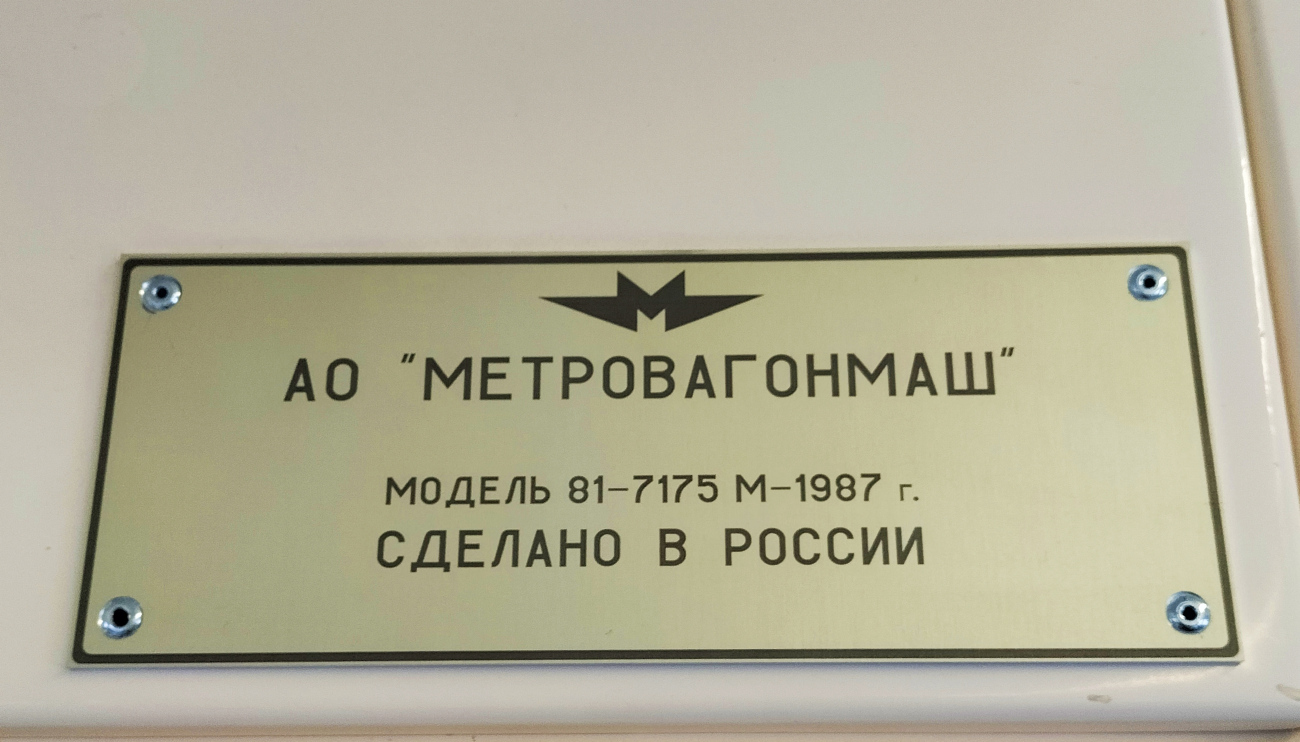 АО "МЕТРОВАГОНМАШ"
МОДЕЛЬ 81-7175 М-1987 г.
СДЕЛАНО В РОССИИ